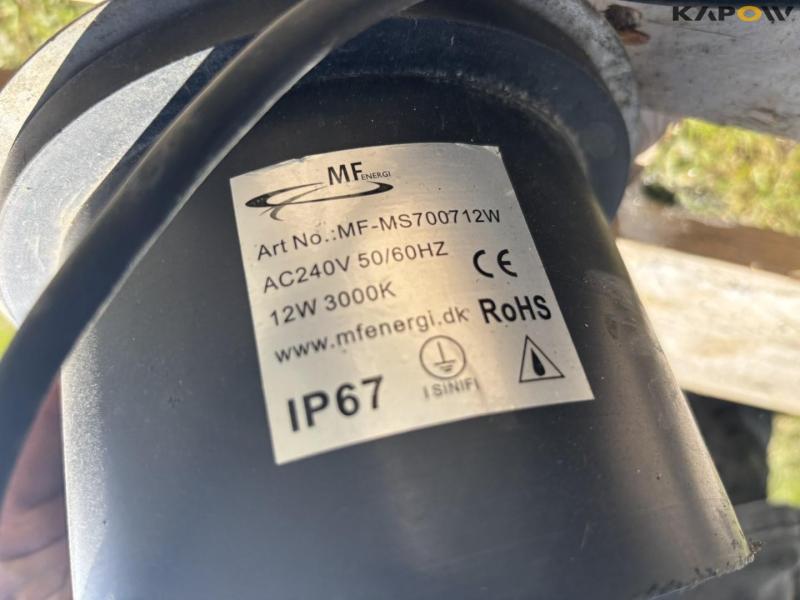 KAPOW
MF
ENERGI
Art No.:MF-MS700712W
AC240V 50/60HZ
12W 3000K
CE
www.mfenergi.dk RoHS
IP67
I SINIFI